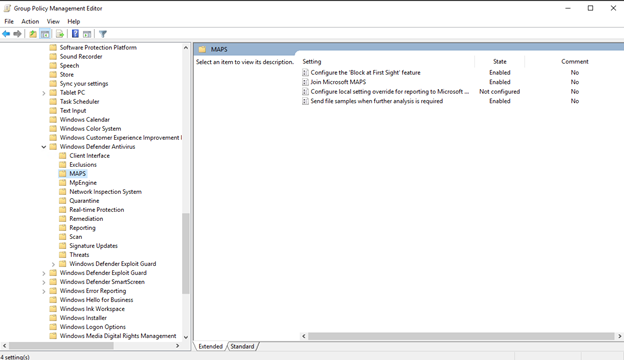 Group Policy Management Editor
File Action View Help
Software Protection Platform
Sound Recorder
Speech
Store
Sync your settings
Tablet PC
Task Scheduler
Text Input
Windows Calendar
Windows Color System
Windows Customer Experience Improvement
Windows Defender Antivirus
Client Interface
Exclusions
MAPS
MpEngine
Network Inspection System
Quarantine
Real-time Protection
Remediation
Reporting
Scan
Signature Updates
Threats
Windows Defender Exploit Guard
Windows Defender Exploit Guard
Windows Defender SmartScreen
Windows Error Reporting
Windows Hello for Business
Windows Ink Workspace
Windows Installer
Windows Logon Options
Windows Media Digital Rights Management
MAPS
Select an item to view its description.
Setting State Comment
Configure the 'Block at First Sight' feature Enabled No
Join Microsoft MAPS Enabled No
Configure local setting override for reporting to Microsoft ... Not configured No
Send file samples when further analysis is required Enabled No
Extended Standard
4 setting(s)